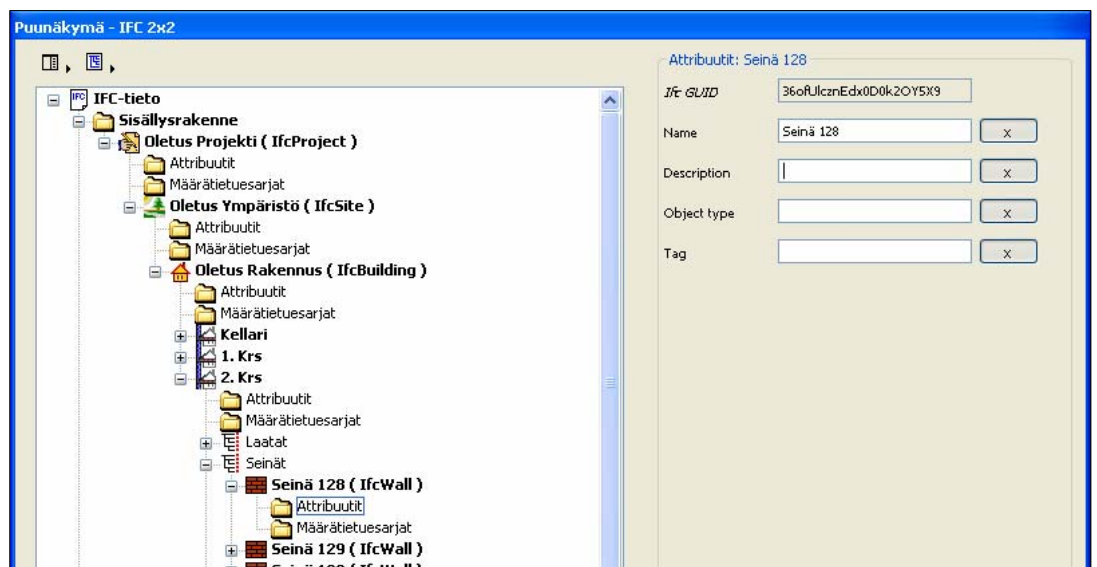 Puunäkymä - IFC 2x2
IFC-tieto
Sisällysrakenne
Oletus Projekti ( IfcProject )
Attribuutit
Määrätietuesarjat
Oletus Ympäristö ( IfcSite )
Attribuutit
Määrätietuesarjat
Oletus Rakennus ( IfcBuilding )
Attribuutit
Määrätietuesarjat
Kellari
1. Krs
2. Krs
Attribuutit
Määrätietuesarjat
Laatat
Seinät
Seinä 128 ( IfcWall )
Attribuutit
Määrätietuesarjat
Seinä 129 ( IfcWall )
Attribuutit: Seinä 128
Ifc GUID
Name Seinä 128 x
Description x
Object type x
Tag x